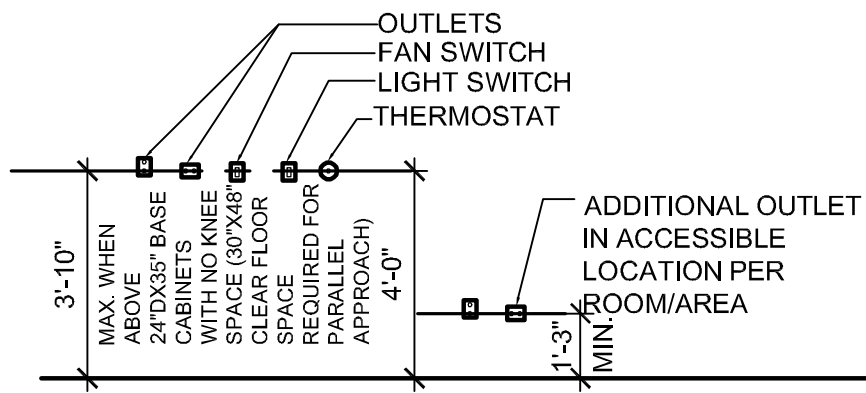 OUTLETS
FAN SWITCH
LIGHT SWITCH
THERMOSTAT
3'-10"
MAX. WHEN
ABOVE
24"DX35" BASE
CABINETS
WITH NO KNEE
SPACE (30"X48"
CLEAR FLOOR
SPACE
REQUIRED FOR
PARALLEL
APPROACH)
4'-0"
ADDITIONAL OUTLET
IN ACCESSIBLE
LOCATION PER
ROOM/AREA
1'-3"
MIN.